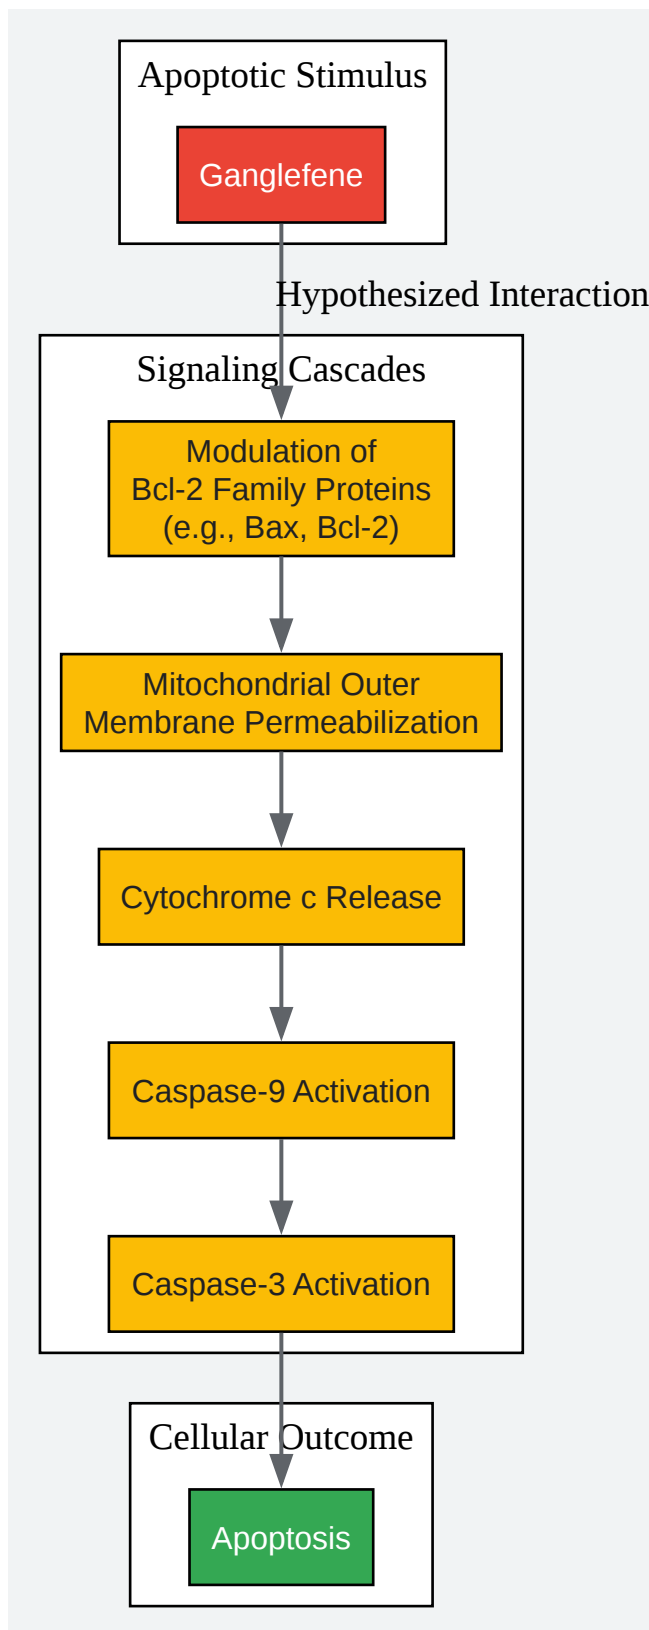 Apoptotic Stimulus
Ganglefene
Hypothesized Interaction
Signaling Cascades
Modulation of
Bcl-2 Family Proteins
(e.g., Bax, Bcl-2)
Mitochondrial Outer
Membrane Permeabilization
Cytochrome c Release
Caspase-9 Activation
Caspase-3 Activation
Cellular Outcome
Apoptosis